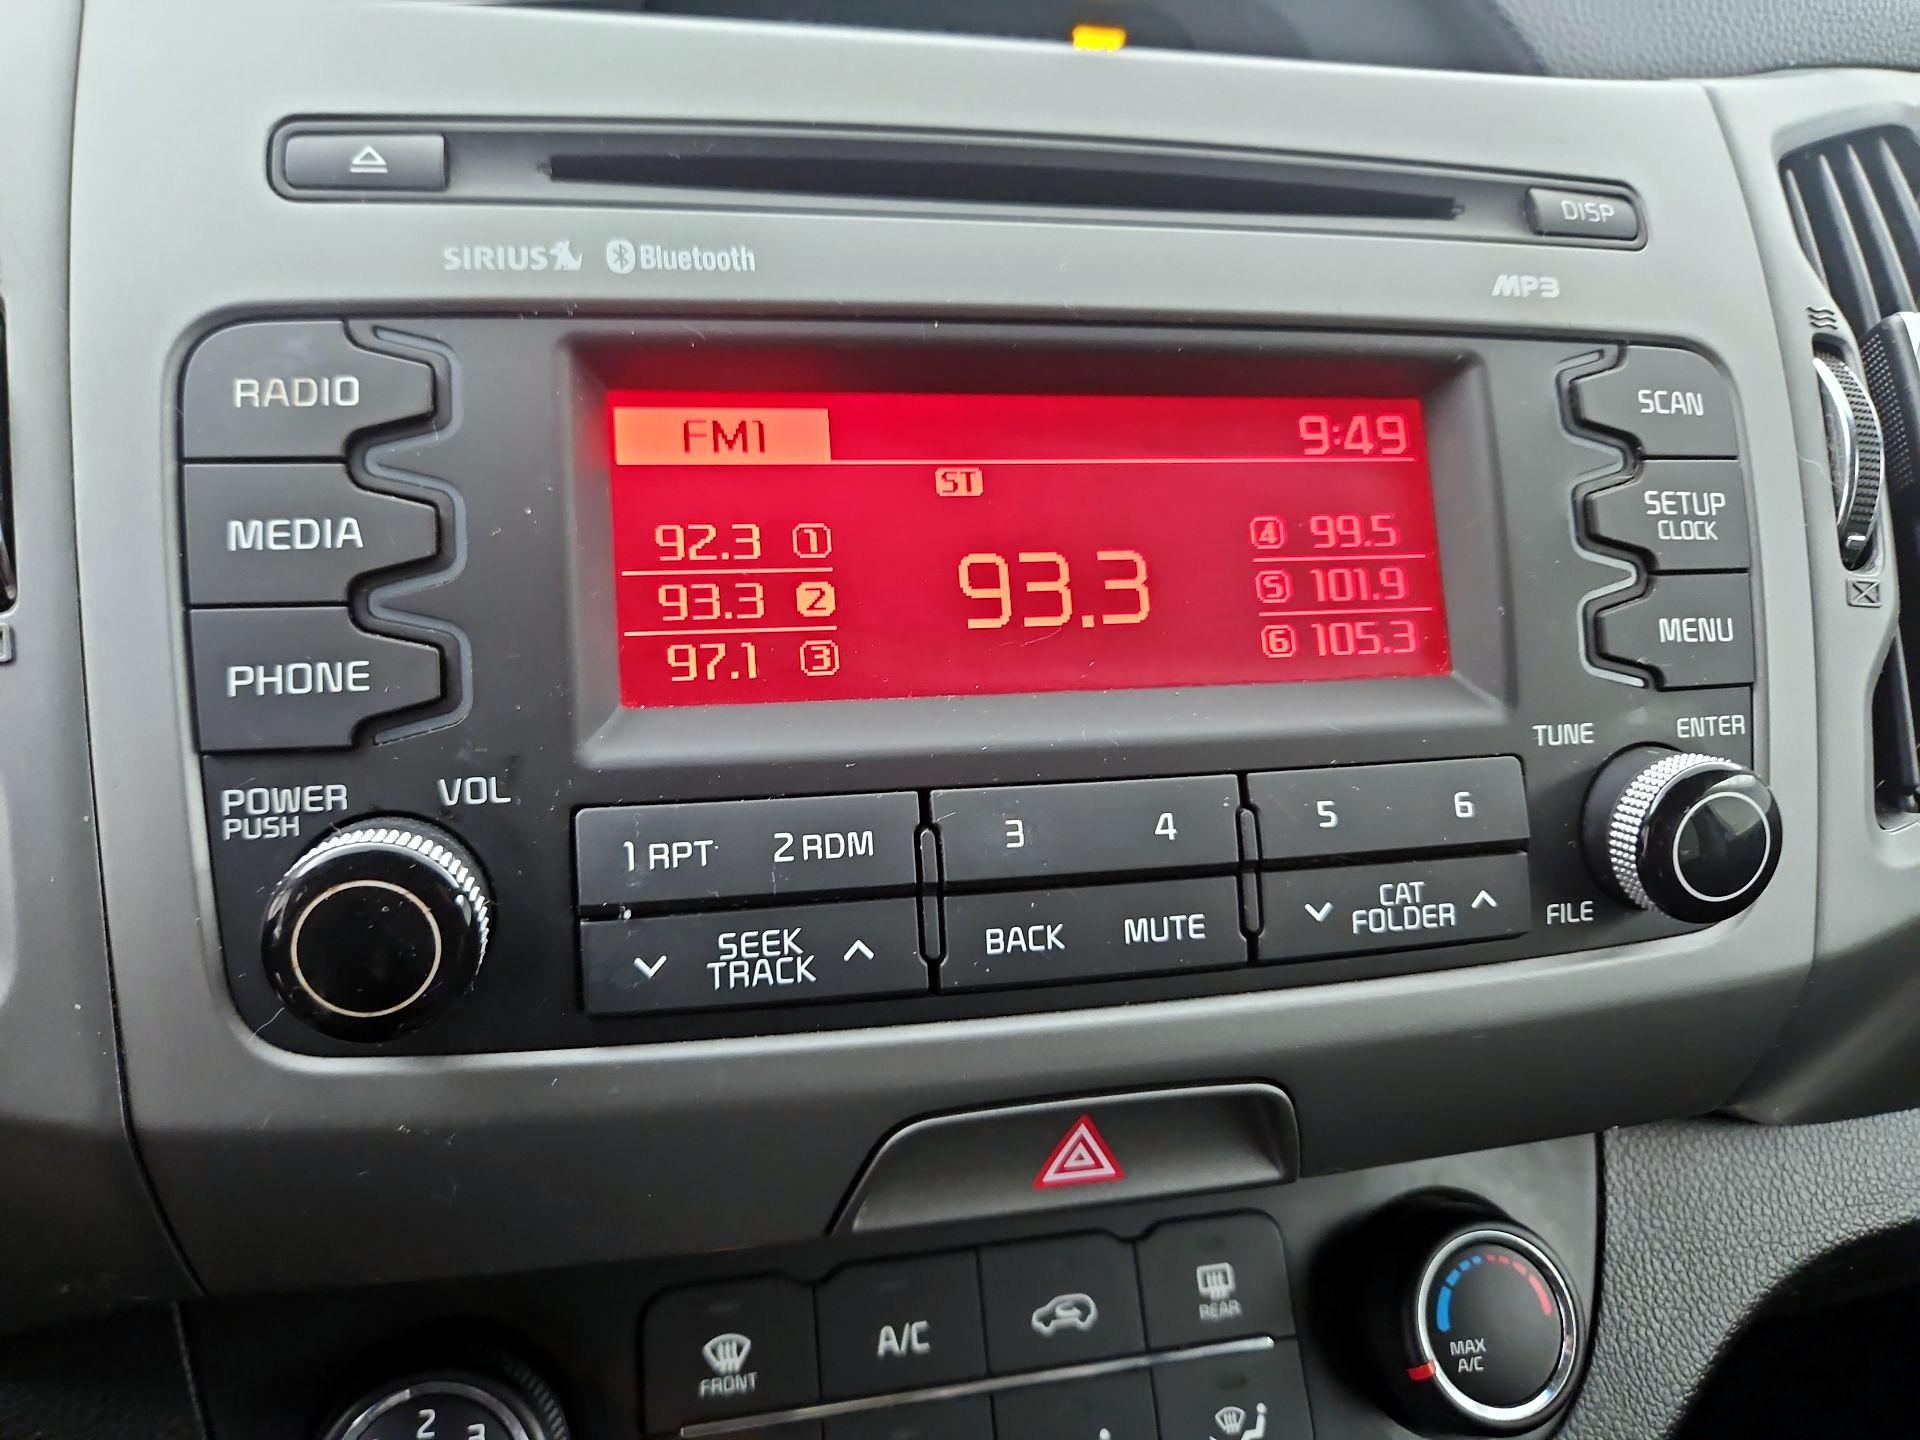 DISP
SIRIUS Bluetooth
MP3
RADIO
MEDIA
PHONE
FM1 9:49
ST
92.3 1
93.3 2
97.1 3
93.3
4 99.5
5 101.9
6 105.3
SCAN
SETUP
CLOCK
MENU
POWER
PUSH
VOL
TUNE
ENTER
FILE
1 RPT 2 RDM
3 4
5 6
SEEK
TRACK
BACK MUTE
CAT
FOLDER
FRONT
A/C
REAR
MAX
A/C
2 3